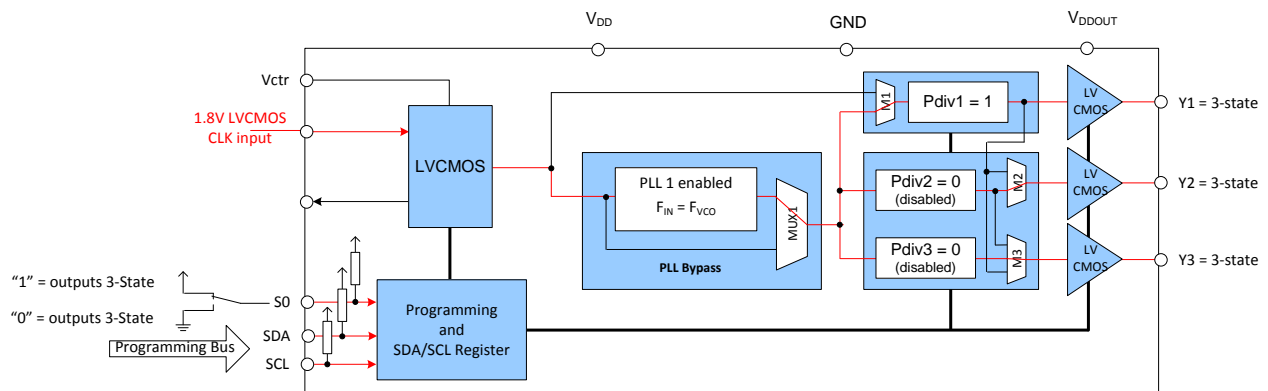 VDD
GND
VDDOUT
Vctr
1.8V LVCMOS
CLK input
LVCMOS
PLL 1 enabled
FIN = FVCO
MUX 1
PLL Bypass
M1
Pdiv1 = 1
Pdiv2 = 0
(disabled)
M2
Pdiv3 = 0
(disabled)
M3
LV
CMOS
Y1 = 3-state
LV
CMOS
Y2 = 3-state
LV
CMOS
Y3 = 3-state
“1” = outputs 3-State
“0” = outputs 3-State
S0
SDA
SCL
Programming Bus
Programming
and
SDA/SCL Register